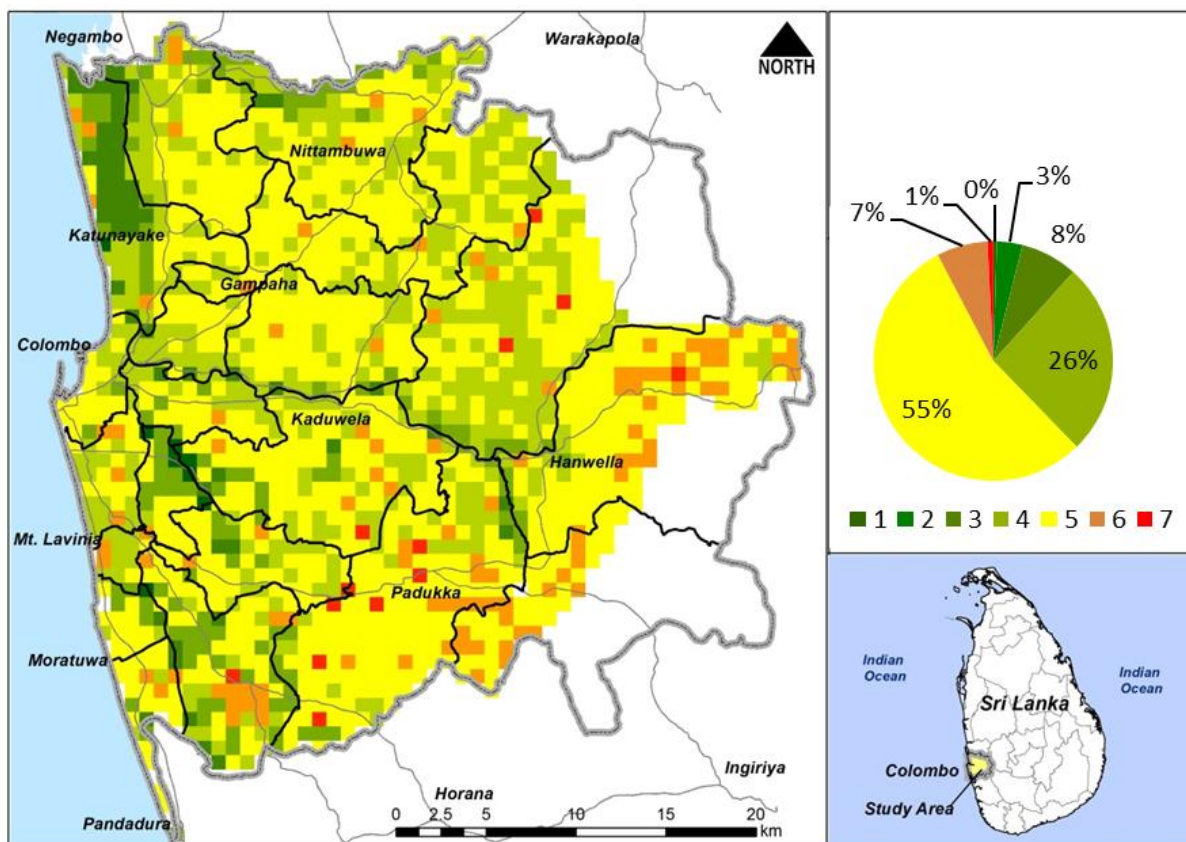 Negambo
Warakapola
NORTH
Nittambuwa
Katunayake
Gampaha
Colombo
Kaduwela
Hanwella
Mt. Lavinia
Padukka
Moratuwa
Ingiriya
Horana
Pandadura
0 2.5 5 10 15 20
km
7% 1% 0% 3%
8%
26%
55%
1 2 3 4 5 6 7
Indian
Ocean
Indian
Ocean
Sri Lanka
Colombo
Study Area